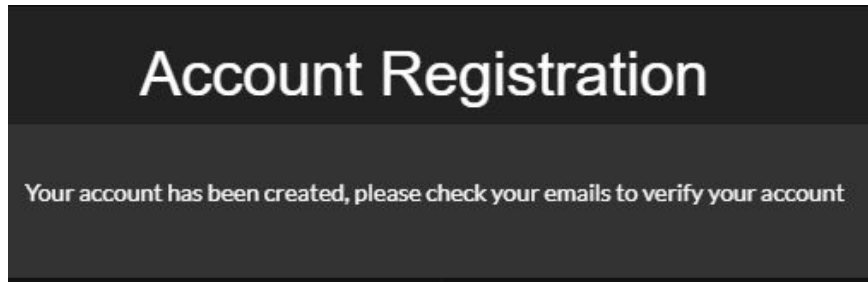 Account Registration
Your account has been created, please check your emails to verify your account